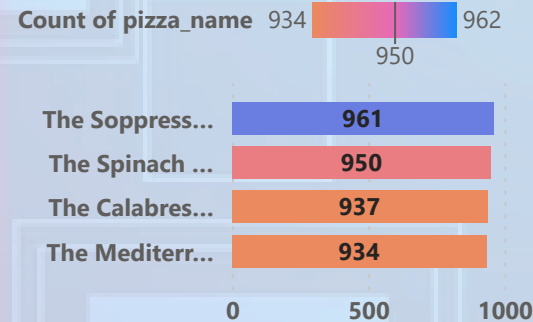 Count of pizza_name 934 962
950
The Soppress... 961
The Spinach ... 950
The Calabres... 937
The Mediterr... 934
0 500 1000